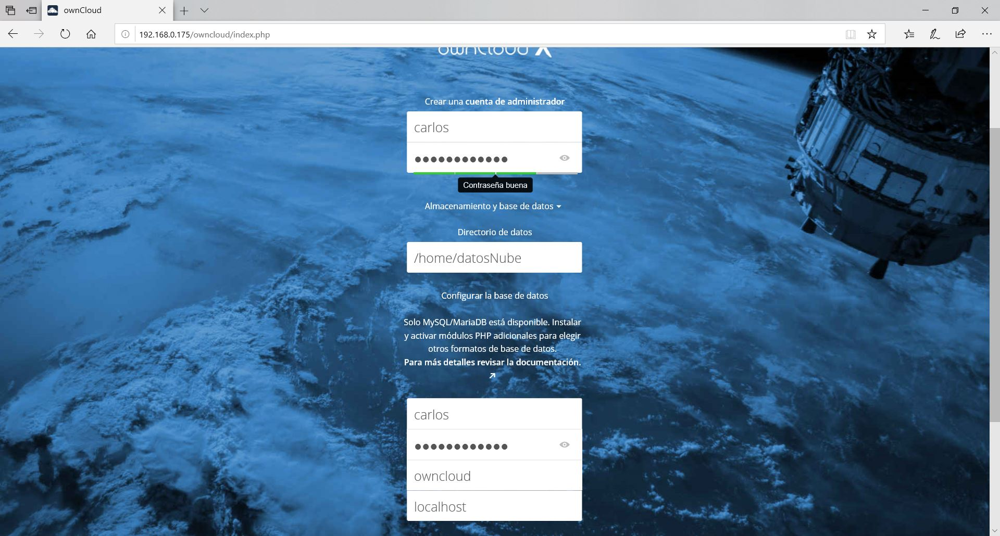 ownCloud
192.168.0.175/owncloud/index.php
ownCloud X
Crear una cuenta de administrador
carlos
●●●●●●●●●●●●
Contraseña buena
Almacenamiento y base de datos
Directorio de datos
/home/datosNube
Configurar la base de datos
Solo MySQL/MariaDB está disponible. Instalar
y activar módulos PHP adicionales para elegir
otros formatos de base de datos.
Para más detalles revisar la documentación.
carlos
●●●●●●●●●●●●
owncloud
localhost